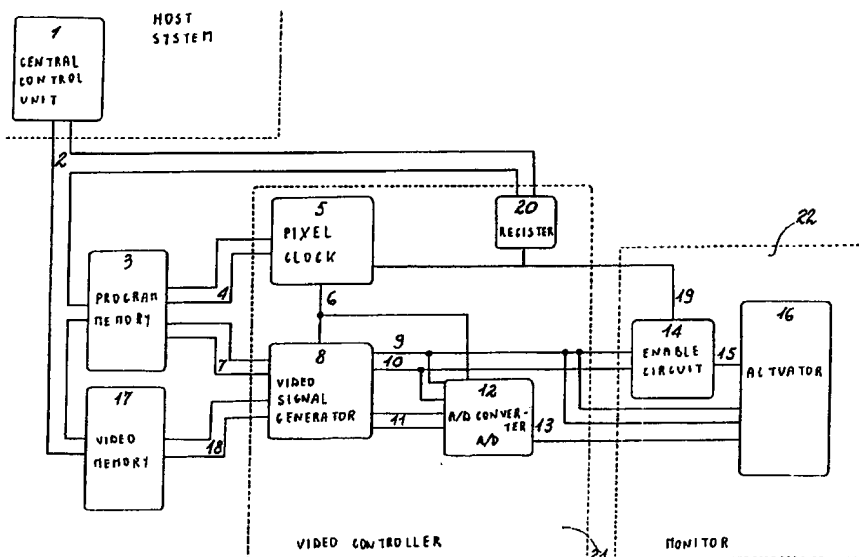 HOST
SYSTEM
1
CENTRAL
CONTROL
UNIT
2
3
PROGRAM
MEMORY
4
5
PIXEL
CLOCK
6
20
REGISTER
22
7
8
VIDEO
SIGNAL
GENERATOR
9
10
11
12
A/D CONVER-
TER
A/D
13
14
ENABLE
CIRCUIT
15
16
ACTUATOR
17
VIDEO
MEMORY
18
19
VIDEO CONTROLLER
21
MONITOR